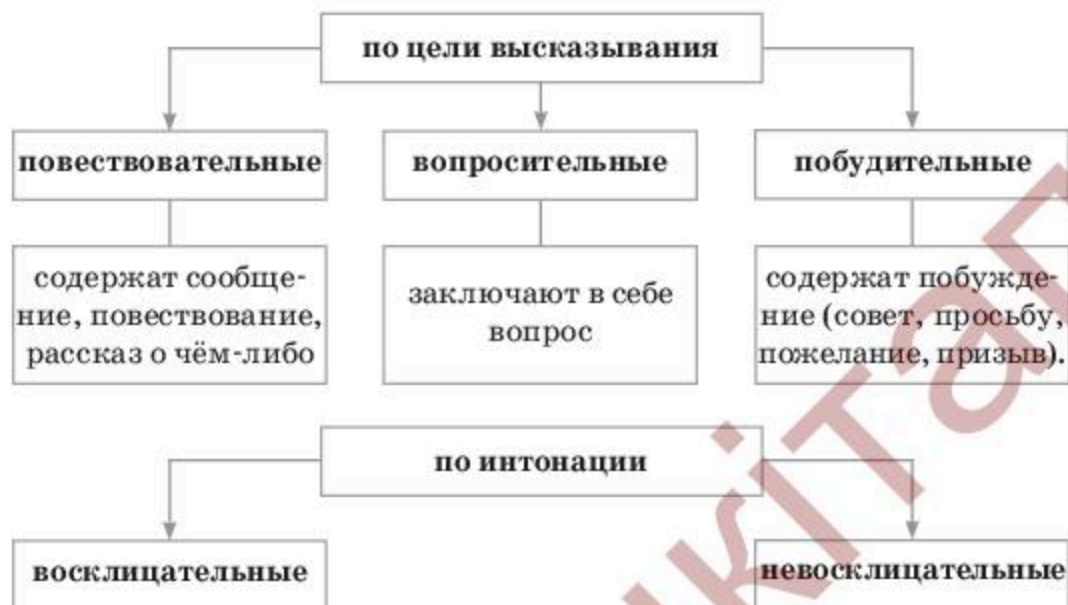 по цели высказывания
повествовательные
вопросительные
побудительные
содержат сообще-
ние, повествование,
рассказ о чём-либо
заключают в себе
вопрос
содержат побужде-
ние (совет, просьбу,
пожелание, призыв).
по интонации
восклицательные
невосклицательные